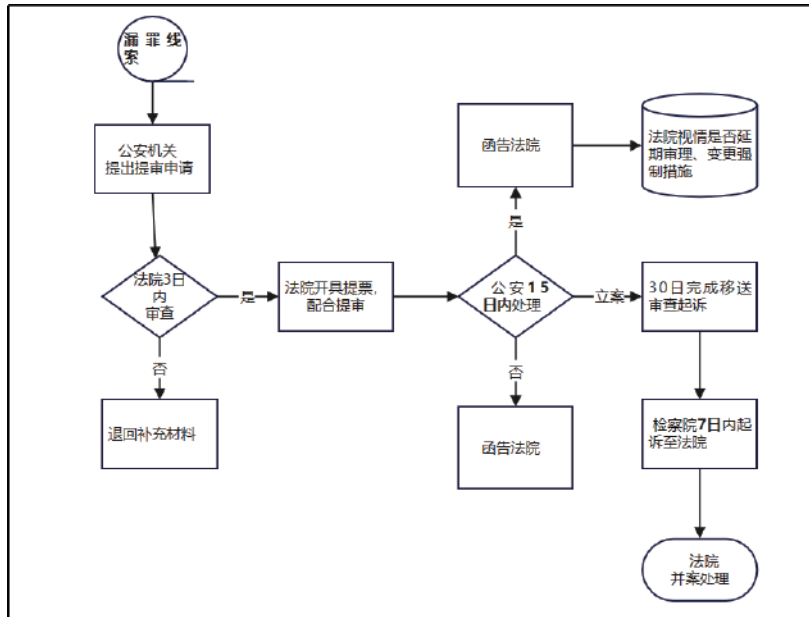 漏罪线
索
公安机关
提出提审申请
法院3日
内
审查
是
法院开具提票,
配合提审
否
退回补充材料
公安15
日内处理
是
函告法院
法院视情是否延
期审理、变更强
制措施
否
函告法院
立案
30日完成移送
审查起诉
检察院7日内起
诉至法院
法院
并案处理